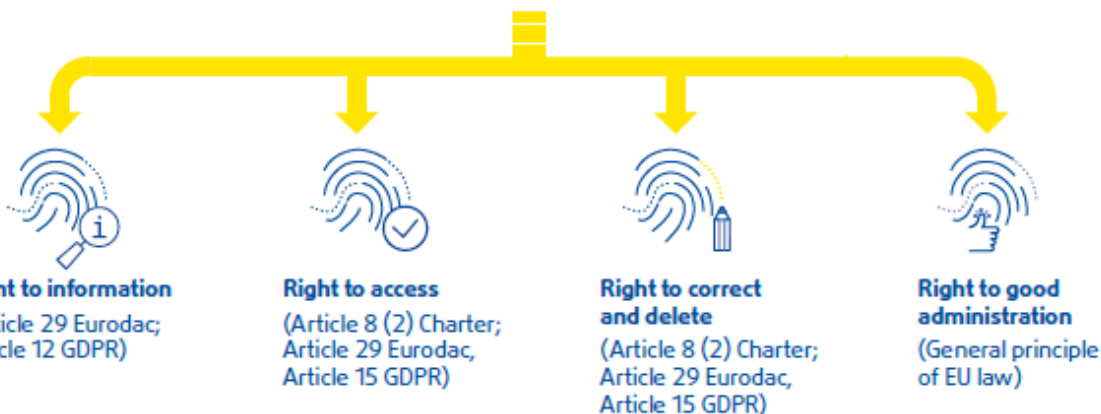 nt to information
icle 29 Eurodac;
cle 12 GDPR)
Right to access
(Article 8 (2) Charter;
Article 29 Eurodac,
Article 15 GDPR)
Right to correct
and delete
(Article 8 (2) Charter;
Article 29 Eurodac,
Article 15 GDPR)
Right to good
administration
(General principle
of EU law)